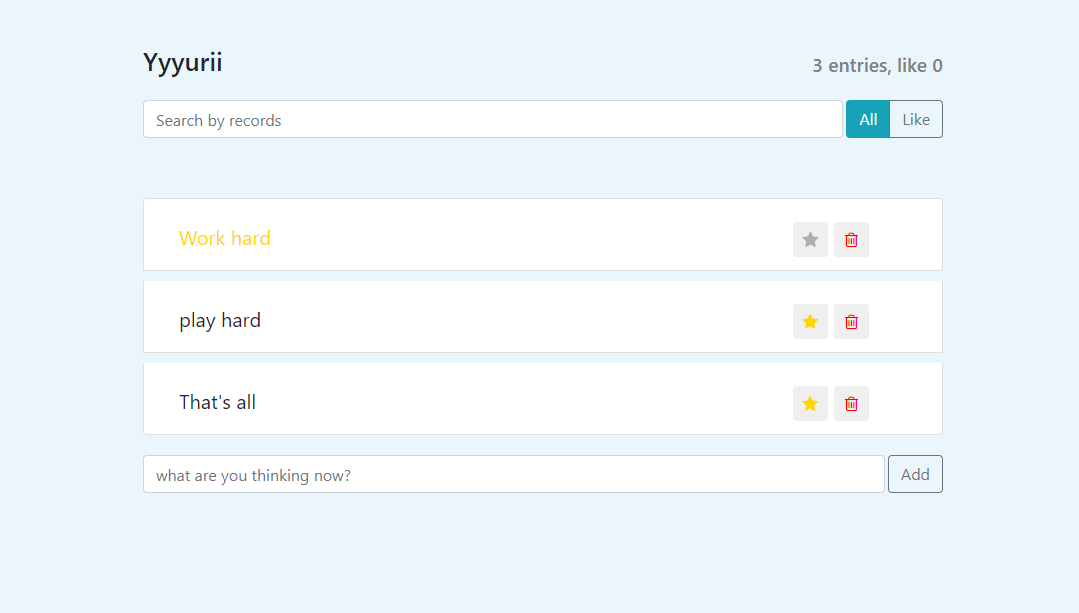 Yyyurii
3 entries, like 0
Search by records
All
Like
Work hard
play hard
That's all
what are you thinking now?
Add